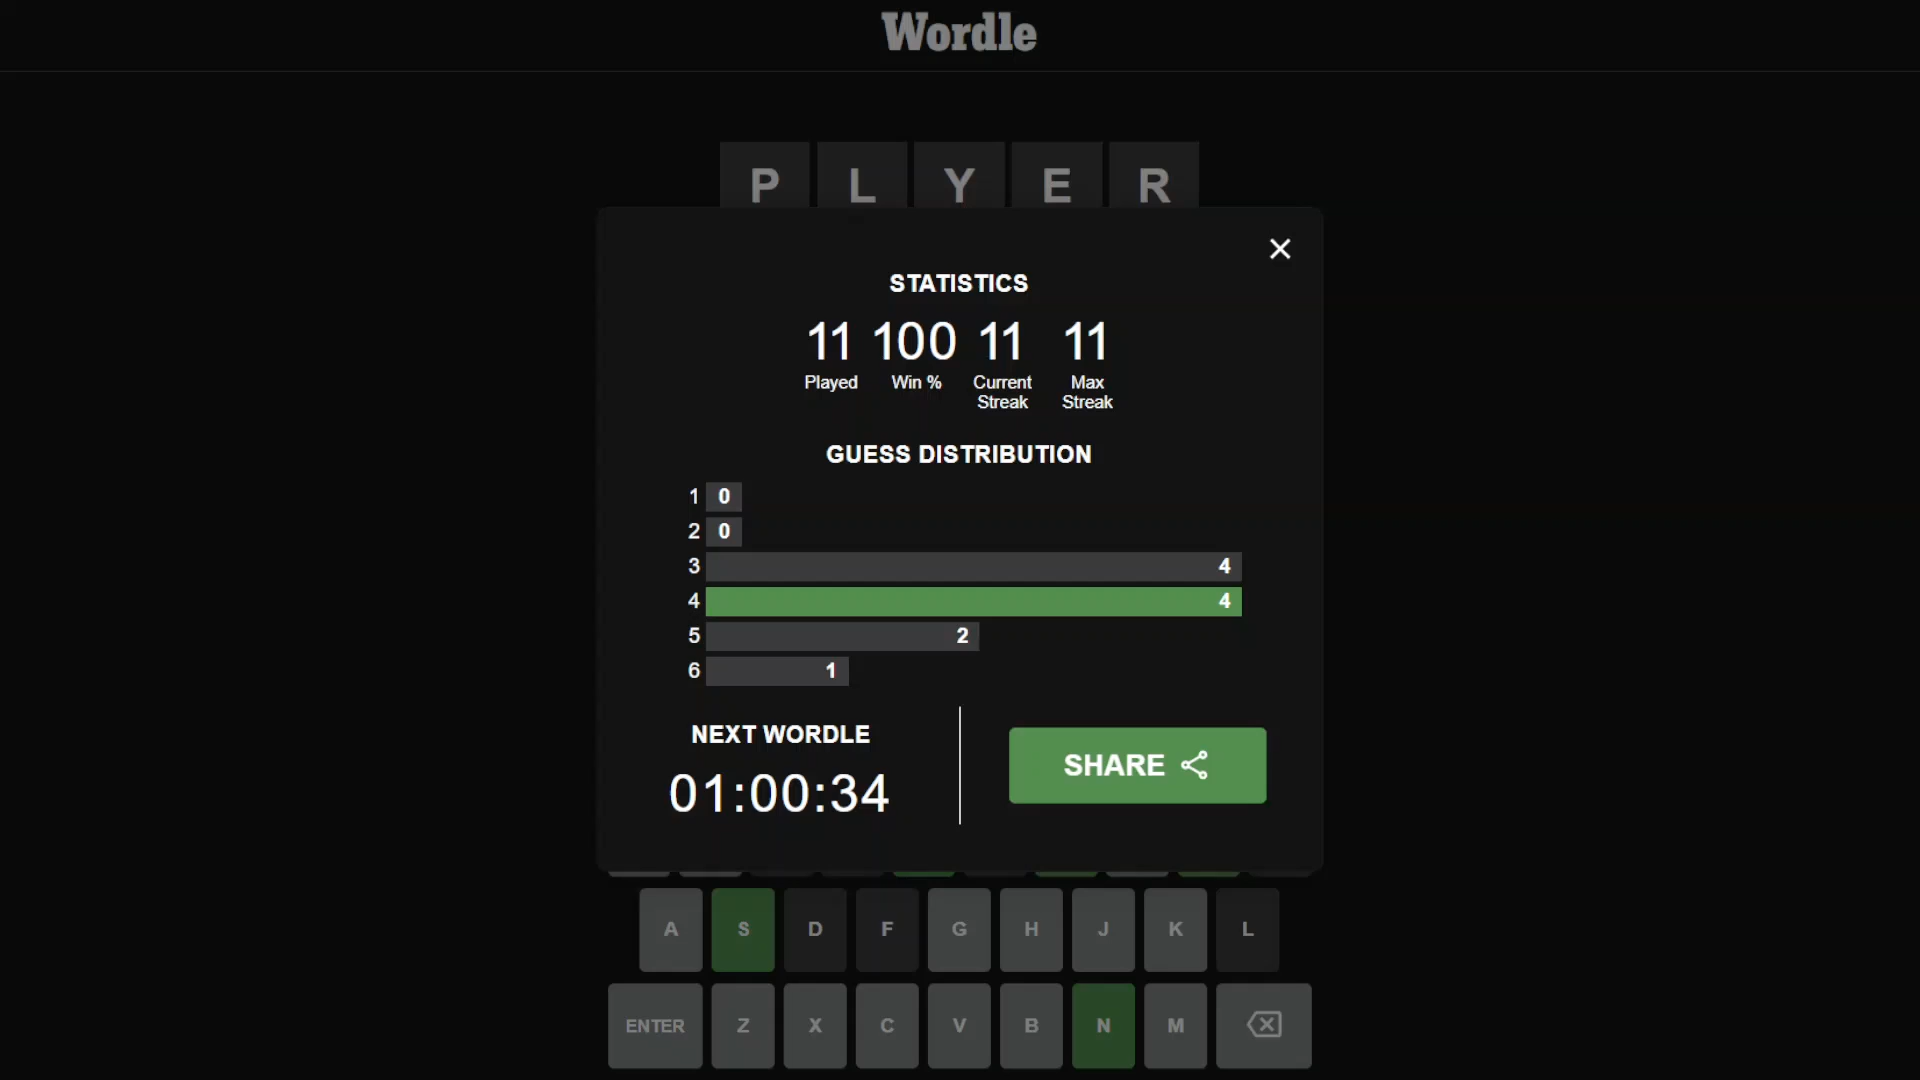 Wordle
P L Y E R
STATISTICS
11 100 11 11
Played Win % Current Streak Max Streak
GUESS DISTRIBUTION
1 0
2 0
3 4
4 4
5 2
6 1
NEXT WORDLE
01:00:34
SHARE
A S D F G H J K L
ENTER Z X C V B N M